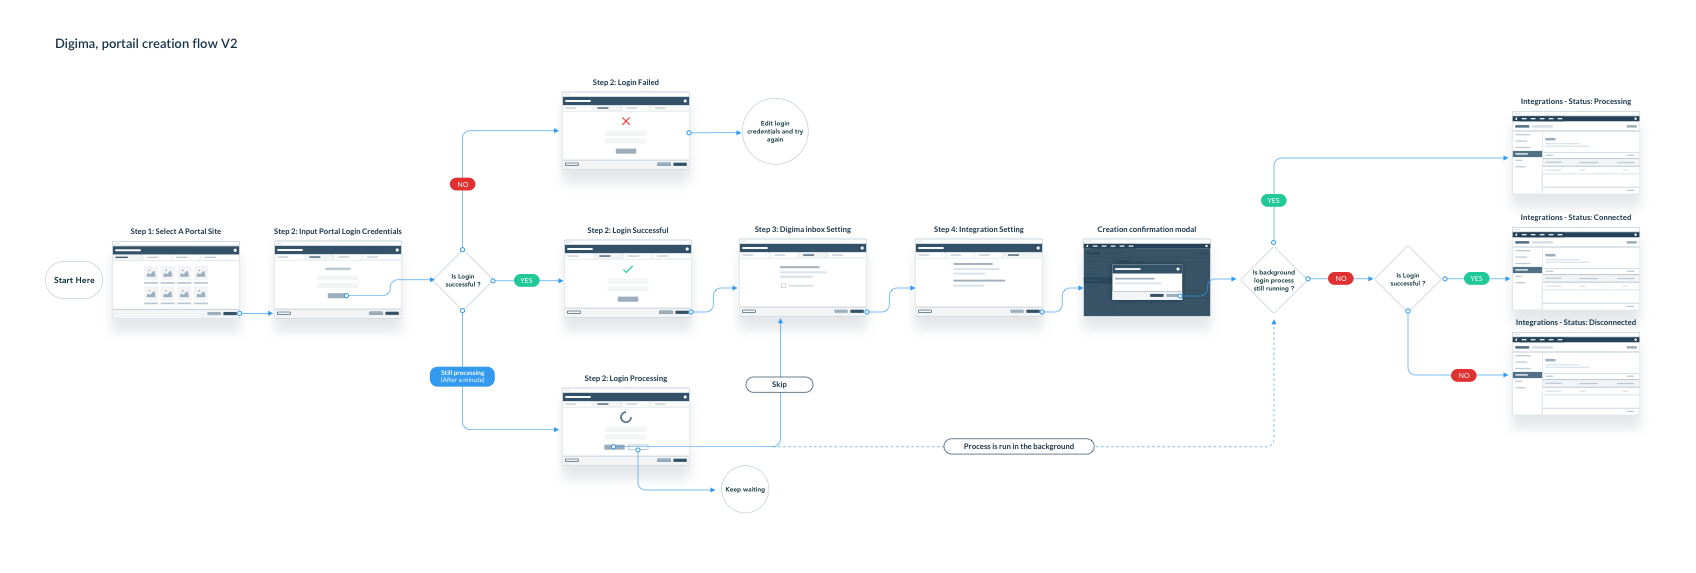 Digima, portail creation flow V2
Step 2: Login Failed
Edit login
credentials and try
again
NO
Integrations - Status: Processing
YES
Start Here
Step 1: Select A Portal Site
Step 2: Input Portal Login Credentials
Is Login
successful ?
YES
Step 2: Login Successful
Step 3: Digima inbox Setting
Step 4: Integration Setting
Creation confirmation modal
Is background
login process
still running ?
NO
Is Login
successful ?
YES
Integrations - Status: Connected
NO
Integrations - Status: Disconnected
Still processing
(After a minute)
Step 2: Login Processing
Skip
Process is run in the background
Keep waiting